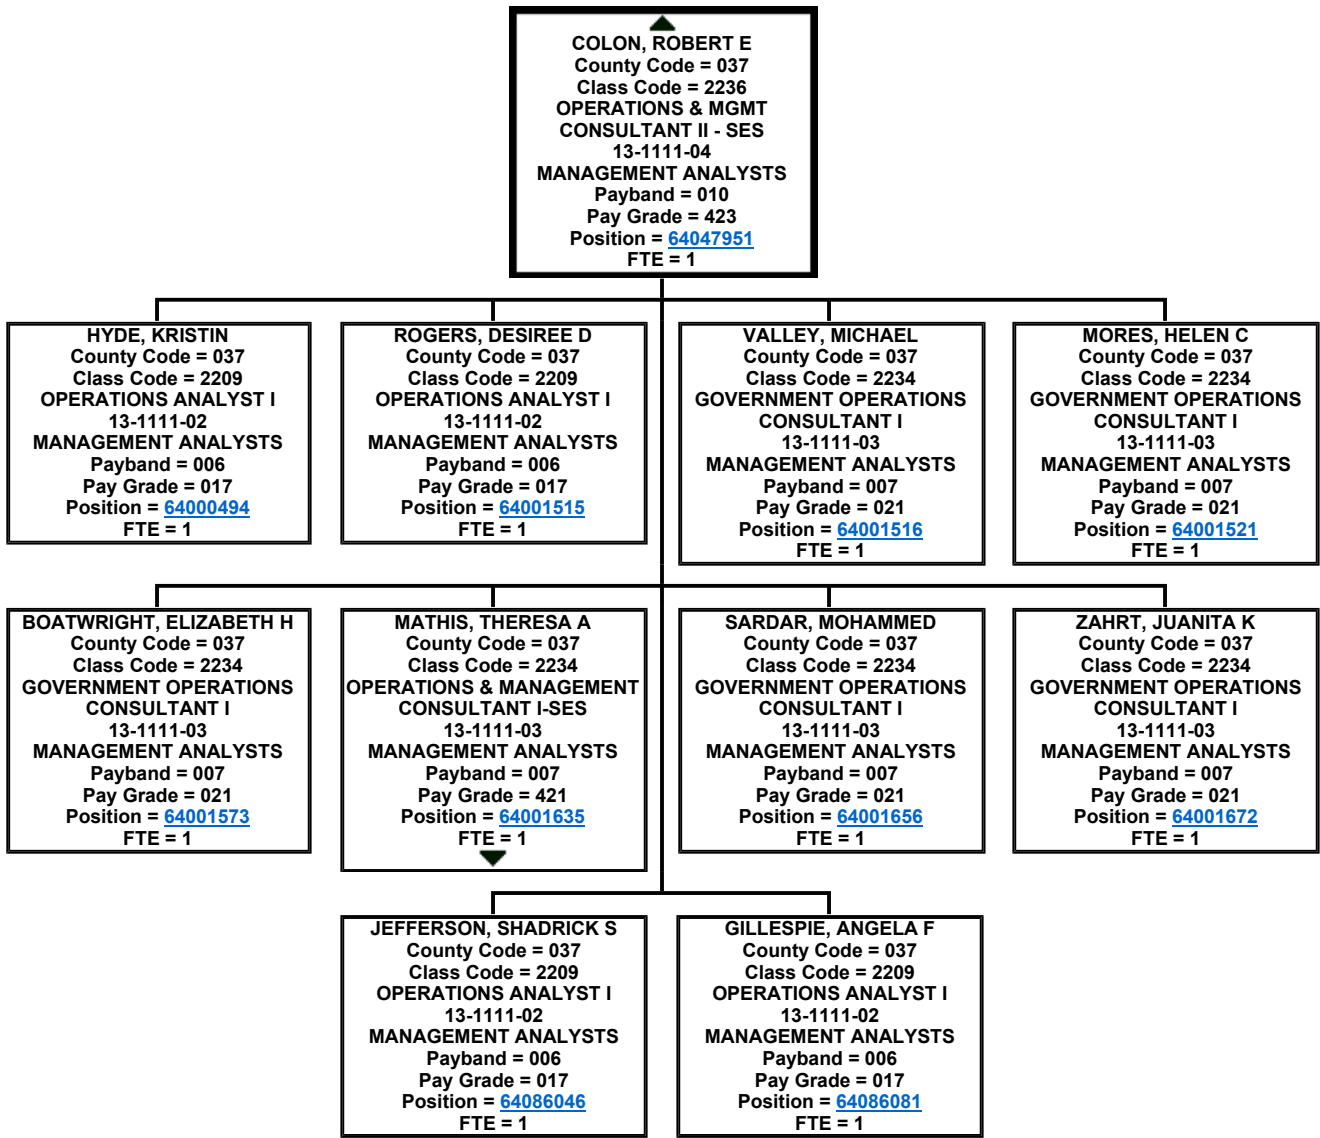 COLON, ROBERT E
County Code = 037
Class Code = 2236
OPERATIONS & MGMT
CONSULTANT II - SES
13-1111-04
MANAGEMENT ANALYSTS
Payband = 010
Pay Grade = 423
Position = 64047951
FTE = 1
HYDE, KRISTIN
County Code = 037
Class Code = 2209
OPERATIONS ANALYST I
13-1111-02
MANAGEMENT ANALYSTS
Payband = 006
Pay Grade = 017
Position = 64000494
FTE = 1
ROGERS, DESIREE D
County Code = 037
Class Code = 2209
OPERATIONS ANALYST I
13-1111-02
MANAGEMENT ANALYSTS
Payband = 006
Pay Grade = 017
Position = 64001515
FTE = 1
VALLEY, MICHAEL
County Code = 037
Class Code = 2234
GOVERNMENT OPERATIONS
CONSULTANT I
13-1111-03
MANAGEMENT ANALYSTS
Payband = 007
Pay Grade = 021
Position = 64001516
FTE = 1
MORES, HELEN C
County Code = 037
Class Code = 2234
GOVERNMENT OPERATIONS
CONSULTANT I
13-1111-03
MANAGEMENT ANALYSTS
Payband = 007
Pay Grade = 021
Position = 64001521
FTE = 1
BOATWRIGHT, ELIZABETH H
County Code = 037
Class Code = 2234
GOVERNMENT OPERATIONS
CONSULTANT I
13-1111-03
MANAGEMENT ANALYSTS
Payband = 007
Pay Grade = 021
Position = 64001573
FTE = 1
MATHIS, THERESA A
County Code = 037
Class Code = 2234
OPERATIONS & MANAGEMENT
CONSULTANT I-SES
13-1111-03
MANAGEMENT ANALYSTS
Payband = 007
Pay Grade = 421
Position = 64001635
FTE = 1
SARDAR, MOHAMMED
County Code = 037
Class Code = 2234
GOVERNMENT OPERATIONS
CONSULTANT I
13-1111-03
MANAGEMENT ANALYSTS
Payband = 007
Pay Grade = 021
Position = 64001656
FTE = 1
ZAHRT, JUANITA K
County Code = 037
Class Code = 2234
GOVERNMENT OPERATIONS
CONSULTANT I
13-1111-03
MANAGEMENT ANALYSTS
Payband = 007
Pay Grade = 021
Position = 64001672
FTE = 1
JEFFERSON, SHADRICK S
County Code = 037
Class Code = 2209
OPERATIONS ANALYST I
13-1111-02
MANAGEMENT ANALYSTS
Payband = 006
Pay Grade = 017
Position = 64086046
FTE = 1
GILLESPIE, ANGELA F
County Code = 037
Class Code = 2209
OPERATIONS ANALYST I
13-1111-02
MANAGEMENT ANALYSTS
Payband = 006
Pay Grade = 017
Position = 64086081
FTE = 1